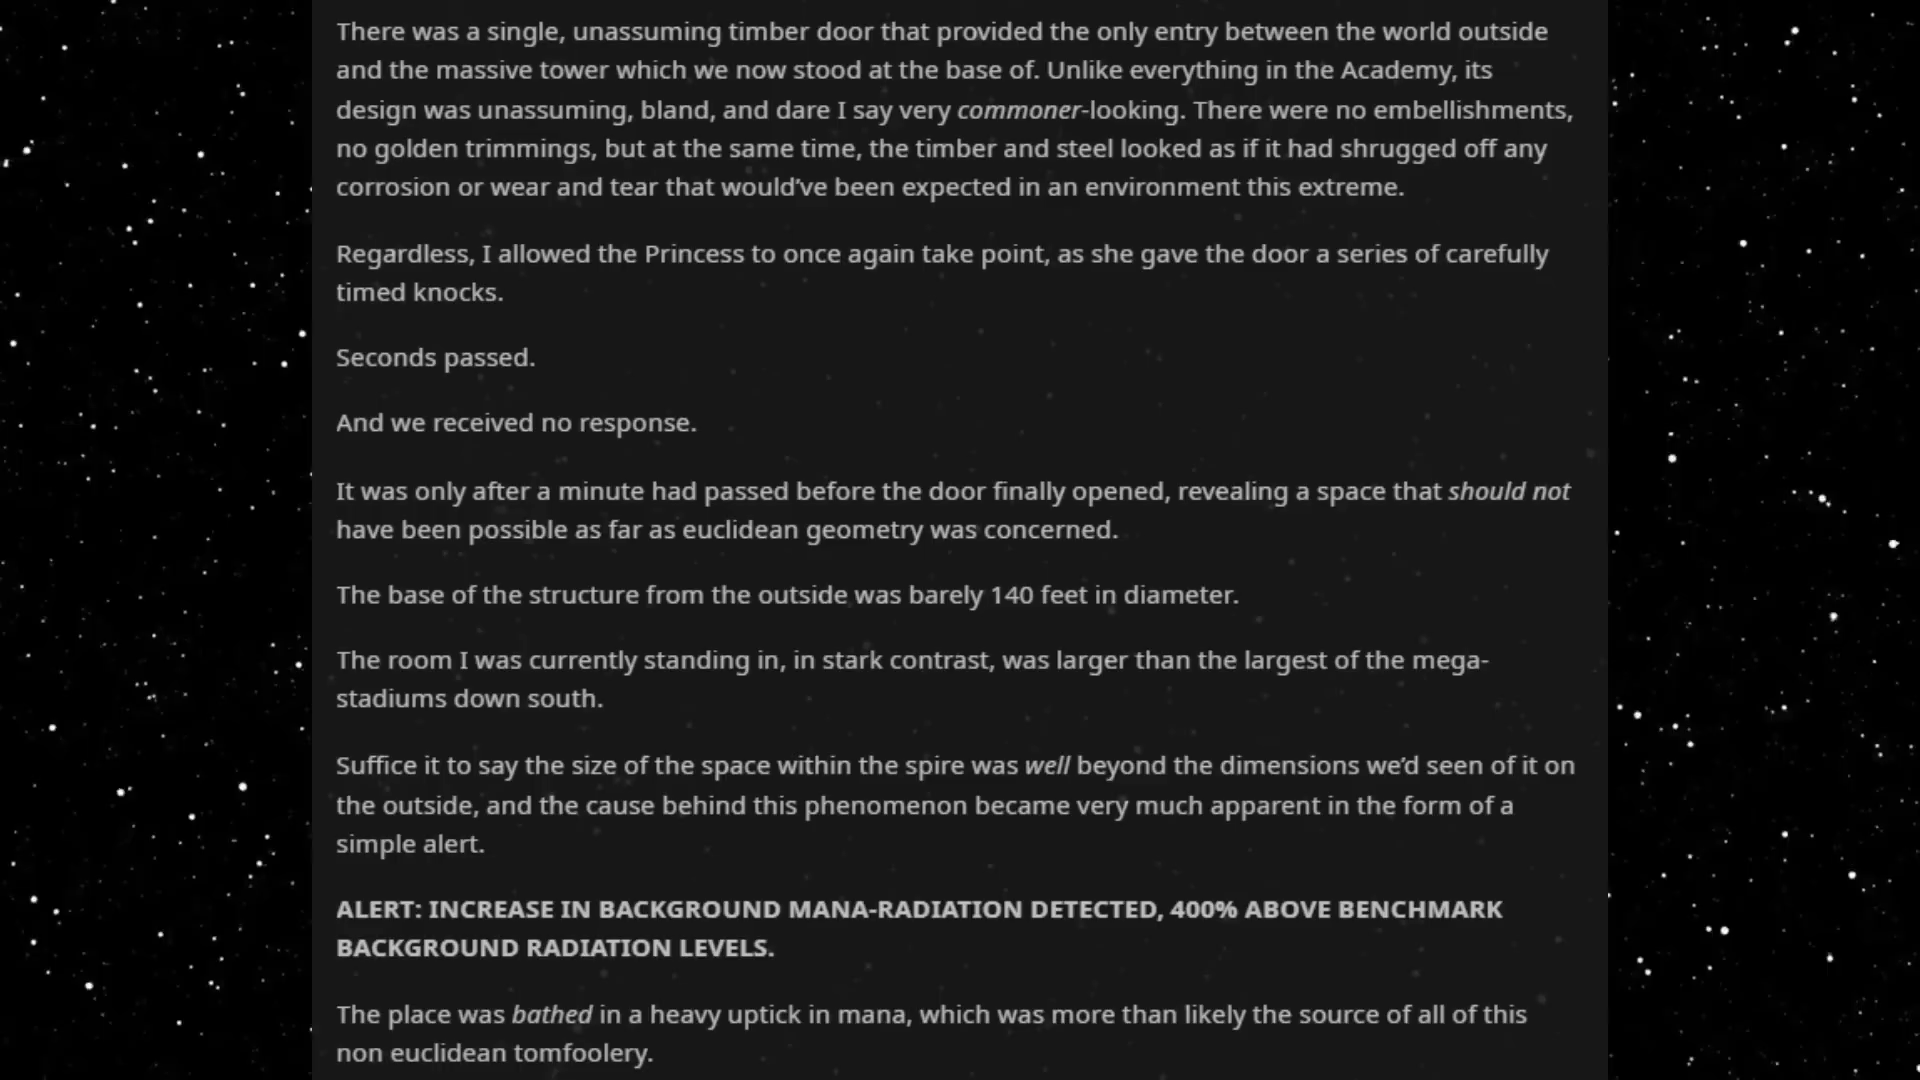 There was a single, unassuming timber door that provided the only entry between the world outside
and the massive tower which we now stood at the base of. Unlike everything in the Academy, its
design was unassuming, bland, and dare I say very commoner-looking. There were no embellishments,
no golden trimmings, but at the same time, the timber and steel looked as if it had shrugged off any
corrosion or wear and tear that would’ve been expected in an environment this extreme.
Regardless, I allowed the Princess to once again take point, as she gave the door a series of carefully
timed knocks.
Seconds passed.
And we received no response.
It was only after a minute had passed before the door finally opened, revealing a space that should not
have been possible as far as euclidean geometry was concerned.
The base of the structure from the outside was barely 140 feet in diameter.
The room I was currently standing in, in stark contrast, was larger than the largest of the mega-
stadiums down south.
Suffice it to say the size of the space within the spire was well beyond the dimensions we’d seen of it on
the outside, and the cause behind this phenomenon became very much apparent in the form of a
simple alert.
ALERT: INCREASE IN BACKGROUND MANA-RADIATION DETECTED, 400% ABOVE BENCHMARK
BACKGROUND RADIATION LEVELS.
The place was bathed in a heavy uptick in mana, which was more than likely the source of all of this
non euclidean tomfoolery.